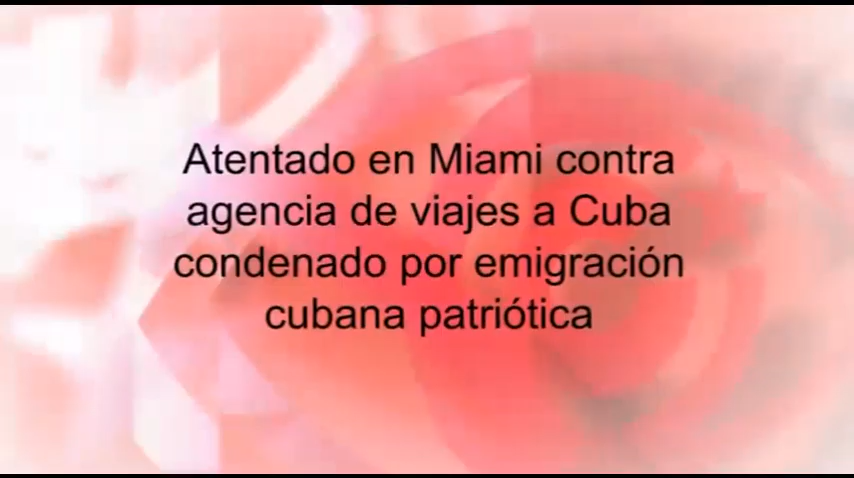 Atentado en Miami contra
agencia de viajes a Cuba
condenado por emigración
cubana patriótica